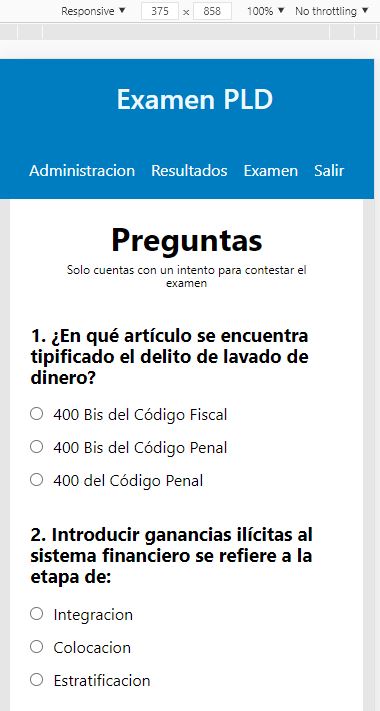 Responsive ▼ 375 × 858 100% ▼ No throttling ▼
Examen PLD
Administracion Resultados Examen Salir
Preguntas
Solo cuentas con un intento para contestar el
examen
1. ¿En qué artículo se encuentra
tipificado el delito de lavado de
dinero?
400 Bis del Código Fiscal
400 Bis del Código Penal
400 del Código Penal
2. Introducir ganancias ilícitas al
sistema financiero se refiere a la
etapa de:
Integracion
Colocacion
Estratificacion